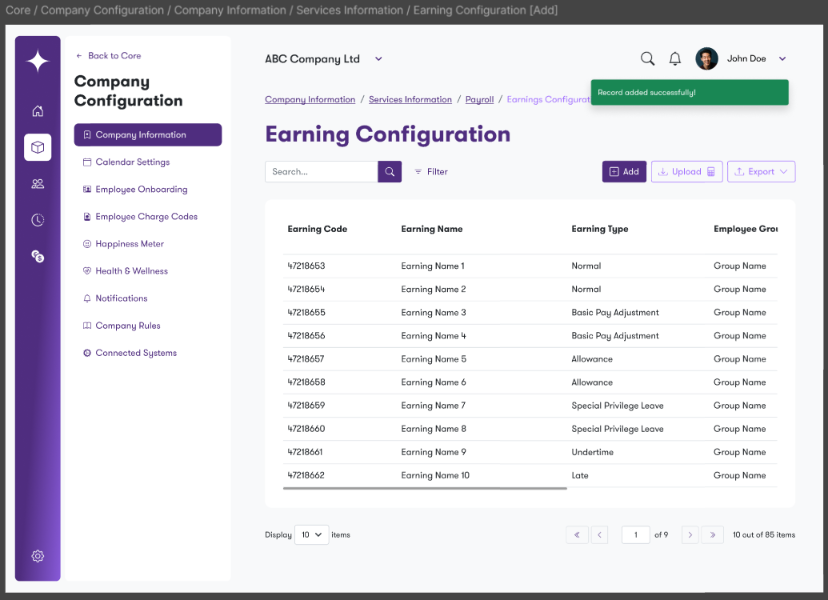 Core / Company Configuration / Company Information / Services Information / Earning Configuration [Add]
← Back to Core
Company
Configuration
Company Information
Calendar Settings
Employee Onboarding
Employee Charge Codes
Happiness Meter
Health & Wellness
Notifications
Company Rules
Connected Systems
ABC Company Ltd
John Doe
Company Information / Services Information / Payroll / Earnings Configurat
Record added successfully!
Earning Configuration
Search...
Filter
Add
Upload
Export
Earning Code Earning Name Earning Type Employee Grou
47218653 Earning Name 1 Normal Group Name
47218654 Earning Name 2 Normal Group Name
47218655 Earning Name 3 Basic Pay Adjustment Group Name
47218656 Earning Name 4 Basic Pay Adjustment Group Name
47218657 Earning Name 5 Allowance Group Name
47218658 Earning Name 6 Allowance Group Name
47218659 Earning Name 7 Special Privilege Leave Group Name
47218660 Earning Name 8 Special Privilege Leave Group Name
47218661 Earning Name 9 Undertime Group Name
47218662 Earning Name 10 Late Group Name
Display 10 items
1 of 9
10 out of 85 items